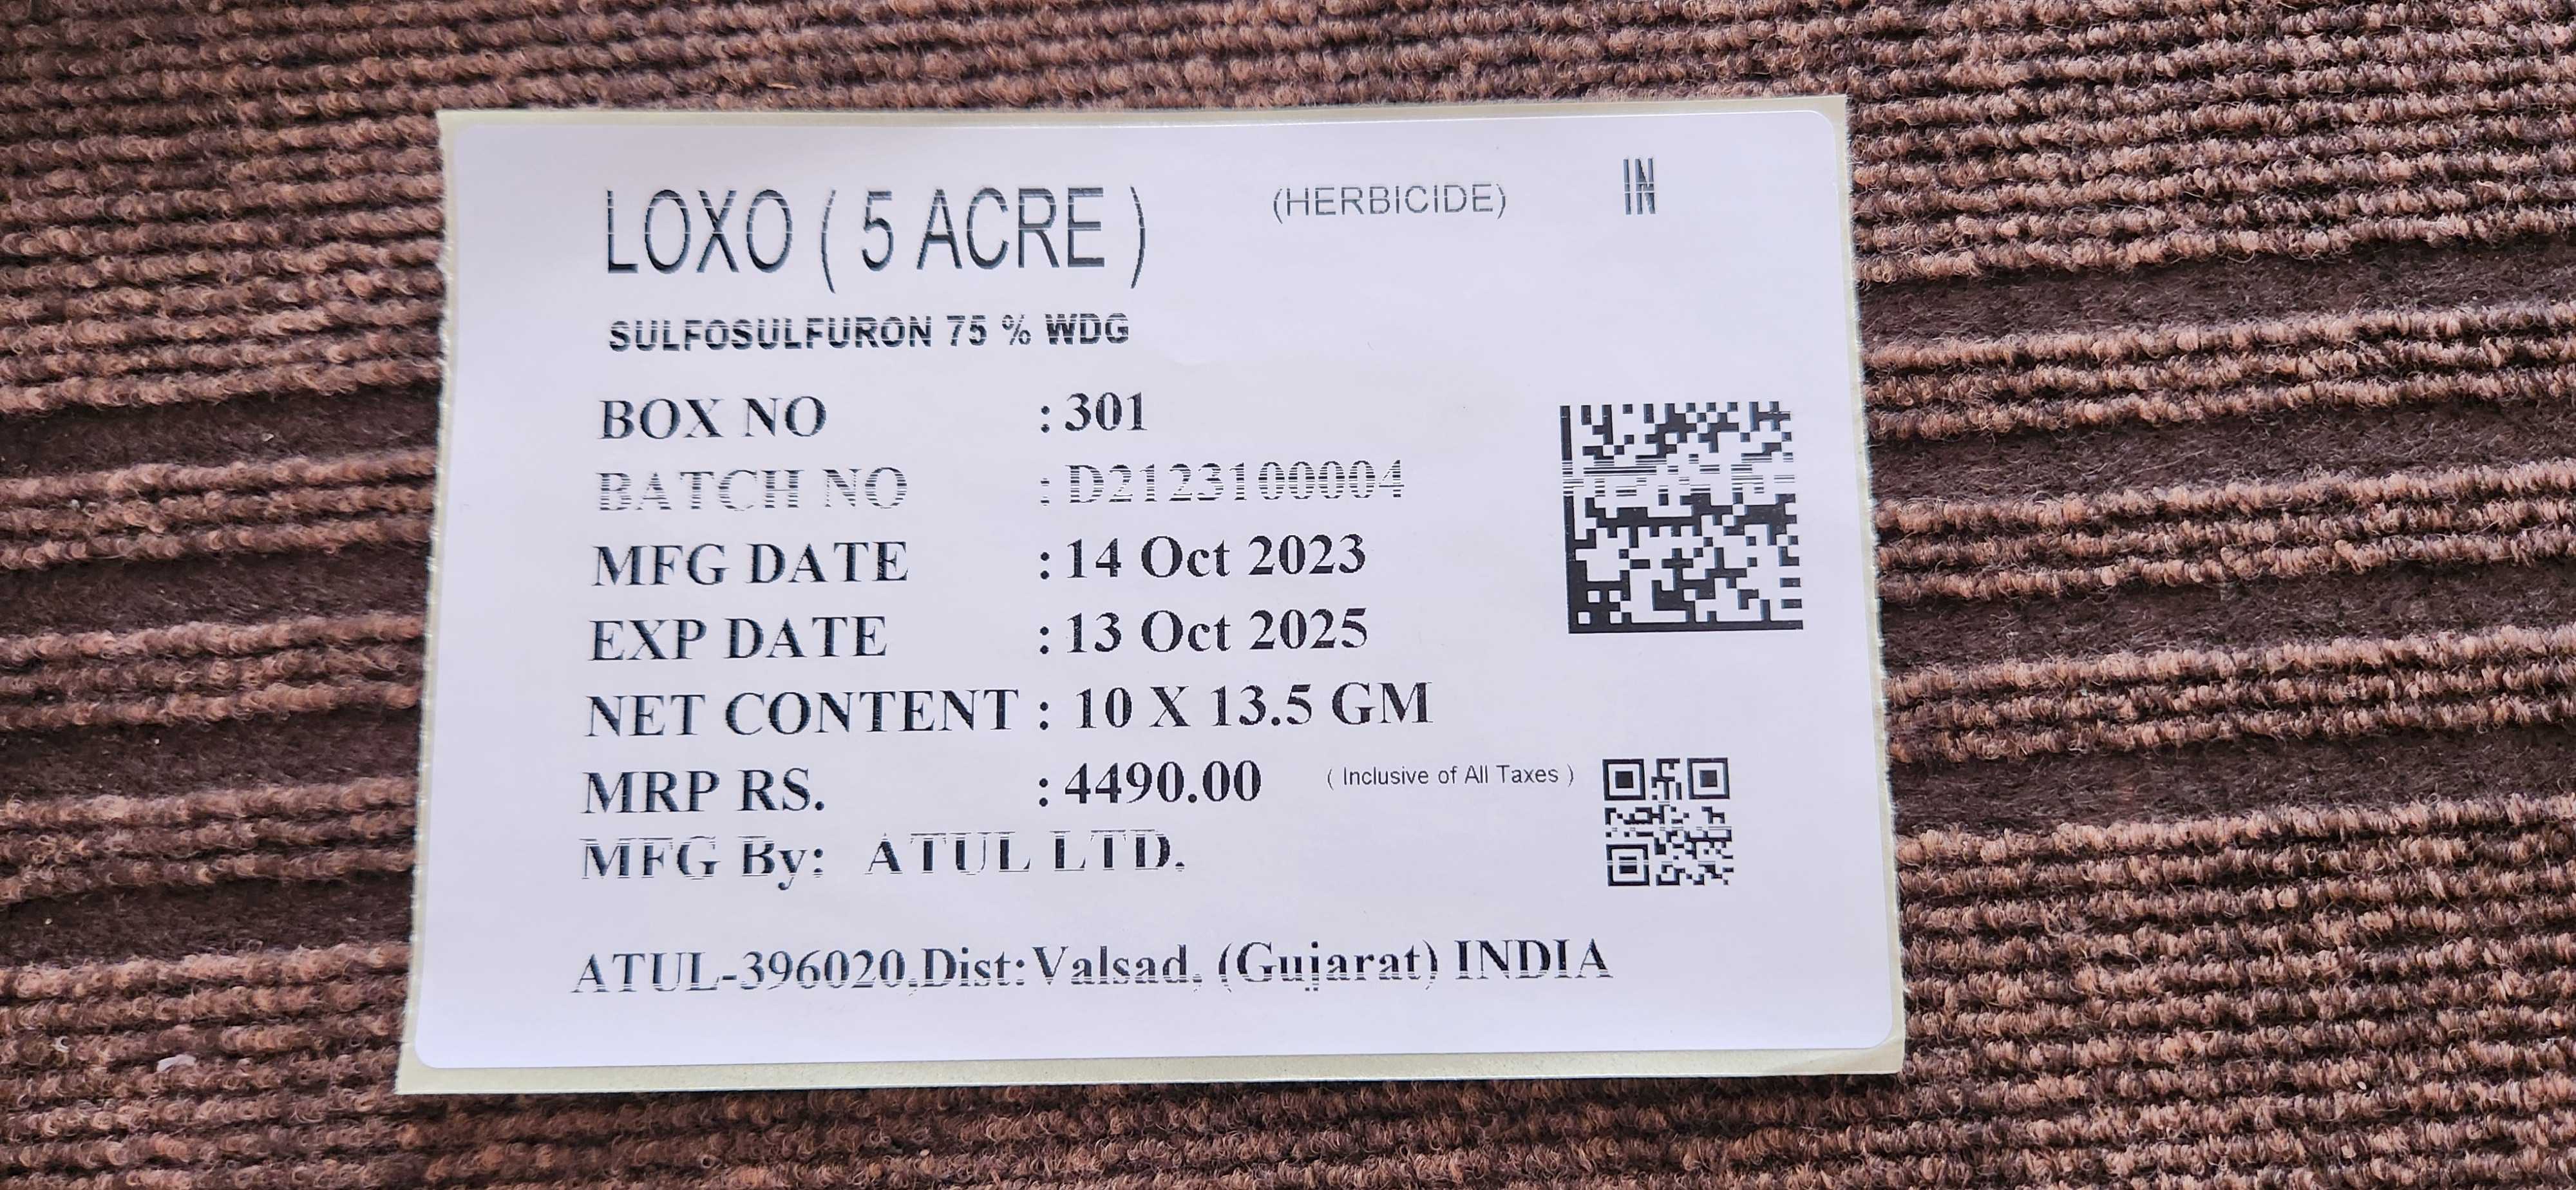 LOXO ( 5 ACRE ) (HERBICIDE) IN
SULFOSULFURON 75 % WDG
BOX NO : 301
BATCH NO : D2123100004
MFG DATE : 14 Oct 2023
EXP DATE : 13 Oct 2025
NET CONTENT : 10 X 13.5 GM
MRP RS. : 4490.00 ( Inclusive of All Taxes )
MFG By: ATUL LTD.
ATUL-396020,Dist:Valsad, (Gujarat) INDIA